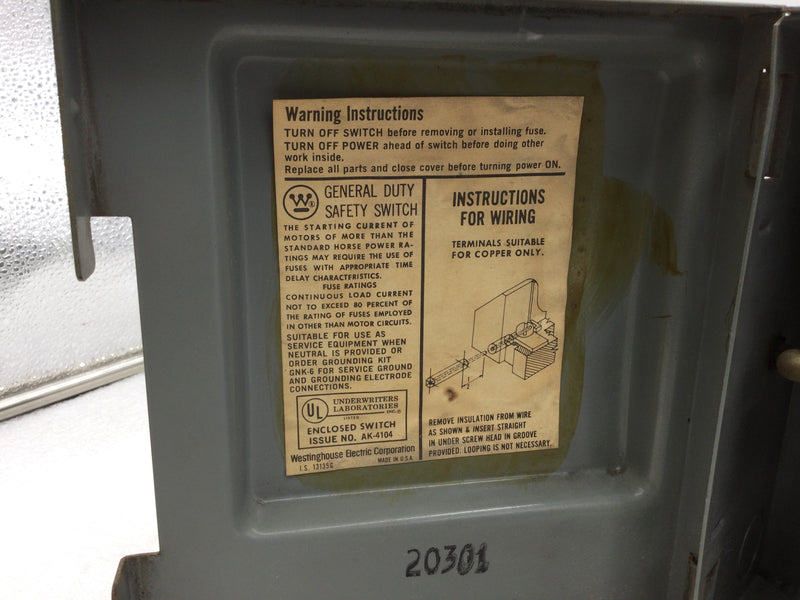 Warning Instructions
TURN OFF SWITCH before removing or installing fuse.
TURN OFF POWER ahead of switch before doing other
work inside.
Replace all parts and close cover before turning power ON.
W ®
GENERAL DUTY
SAFETY SWITCH
THE STARTING CURRENT OF
MOTORS OF MORE THAN THE
STANDARD HORSE POWER RA-
TINGS MAY REQUIRE THE USE OF
FUSES WITH APPROPRIATE TIME
DELAY CHARACTERISTICS.
FUSE RATINGS
CONTINUOUS LOAD CURRENT
NOT TO EXCEED 80 PERCENT OF
THE RATING OF FUSES EMPLOYED
IN OTHER THAN MOTOR CIRCUITS.
SUITABLE FOR USE AS
SERVICE EQUIPMENT WHEN
NEUTRAL IS PROVIDED OR
ORDER GROUNDING KIT
GNK-6 FOR SERVICE GROUND
AND GROUNDING ELECTRODE
CONNECTIONS.
UL
UNDERWRITERS
LABORATORIES
INC.®
LISTED
ENCLOSED SWITCH
ISSUE NO. AK-4104
Westinghouse Electric Corporation
I.S. 13135G
MADE IN U.S.A.
INSTRUCTIONS
FOR WIRING
TERMINALS SUITABLE
FOR COPPER ONLY.
REMOVE INSULATION FROM WIRE
AS SHOWN & INSERT STRAIGHT
IN UNDER SCREW HEAD IN GROOVE
PROVIDED. LOOPING IS NOT NECESSARY.
20301